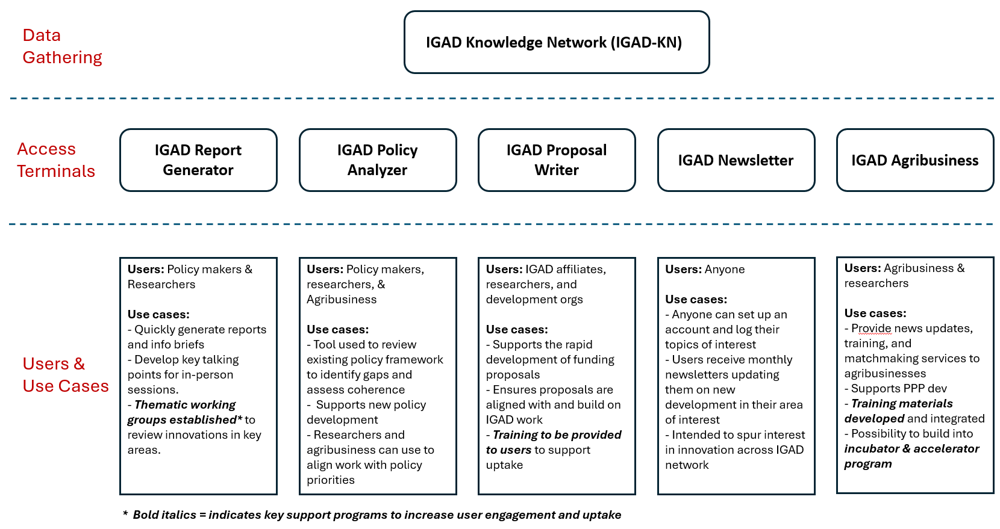 Data
Gathering
IGAD Knowledge Network (IGAD-KN)
Access
Terminals
IGAD Report
Generator
IGAD Policy
Analyzer
IGAD Proposal
Writer
IGAD Newsletter
IGAD Agribusiness
Users &
Use Cases
Users: Policy makers &
Researchers
Use cases:
- Quickly generate reports
and info briefs
- Develop key talking
points for in-person
sessions.
- Thematic working
groups established* to
review innovations in key
areas.
Users: Policy makers,
researchers, &
Agribusiness
Use cases:
- Tool used to review
existing policy framework
to identify gaps and
assess coherence
-  Supports new policy
development
- Researchers and
agribusiness can use to
align work with policy
priorities
Users: IGAD affiliates,
researchers, and
development orgs
Use cases:
- Supports the rapid
development of funding
proposals
- Ensures proposals are
aligned with and build on
IGAD work
- Training to be provided
to users to support
uptake
Users: Anyone
Use cases:
- Anyone can set up an
account and log their
topics of interest
- Users receive monthly
newsletters updating
them on new
development in their area
of interest
- Intended to spur interest
in innovation across IGAD
network
Users: Agribusiness &
researchers
Use cases:
- Provide news updates,
training, and
matchmaking services to
agribusinesses
- Supports PPP dev
- Training materials
developed and integrated
- Possibility to build into
incubator & accelerator
program
* Bold italics = indicates key support programs to increase user engagement and uptake